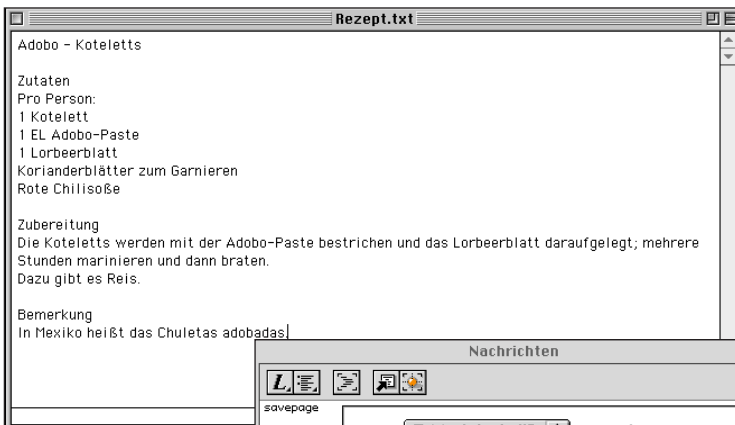 Rezept.txt
Adobo - Koteletts
Zutaten
Pro Person:
1 Kotelett
1 EL Adobo-Paste
1 Lorbeerblatt
Korianderblätter zum Garnieren
Rote Chilisoße
Zubereitung
Die Koteletts werden mit der Adobo-Paste bestrichen und das Lorbeerblatt daraufgelegt; mehrere
Stunden marinieren und dann braten.
Dazu gibt es Reis.
Bemerkung
In Mexiko heißt das Chuletas adobadas.
Nachrichten
L
savepage